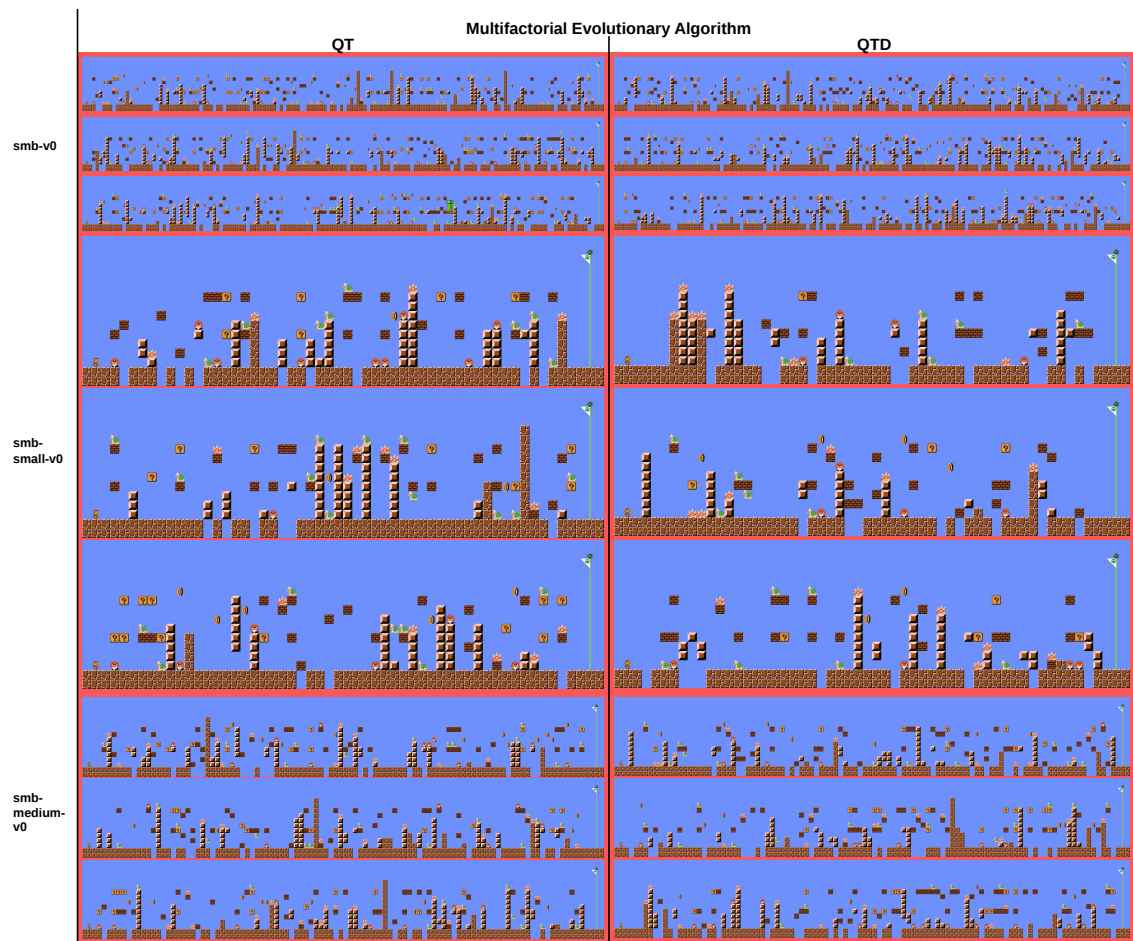 Multifactorial Evolutionary Algorithm
QT
QTD
smb-v0
smb-
small-v0
smb-
medium-
v0